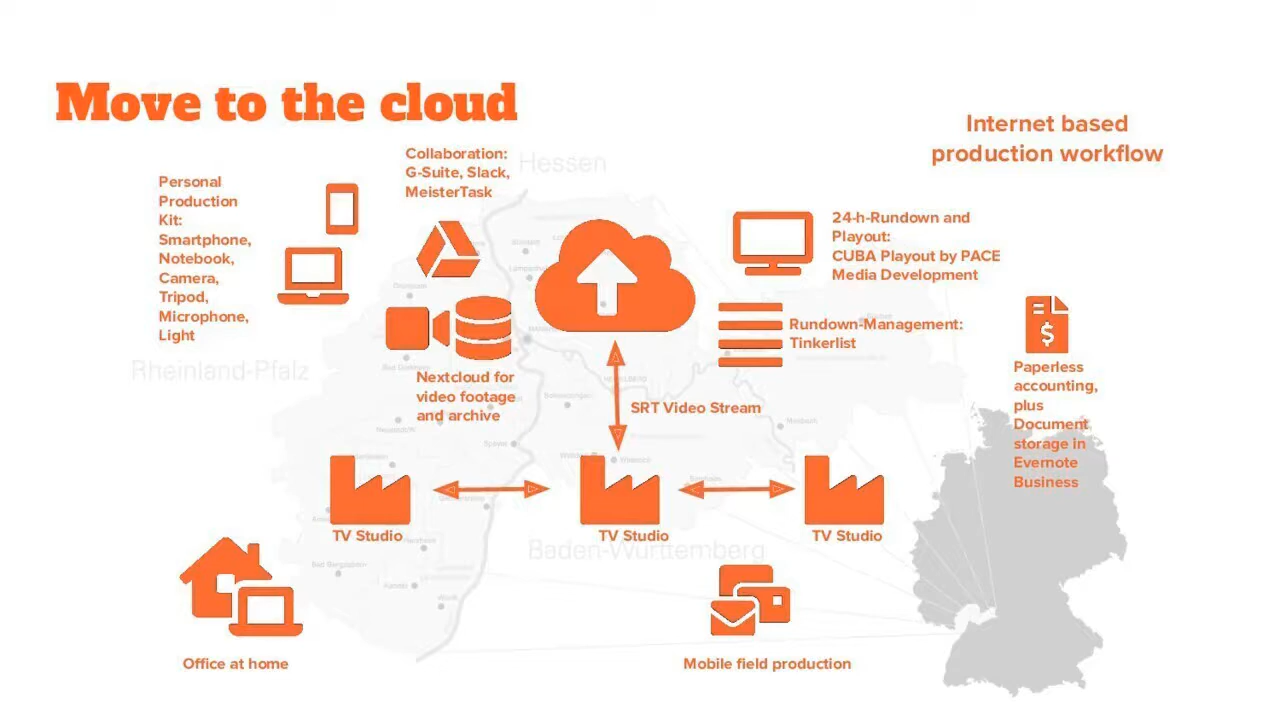 Move to the cloud
Internet based
production workflow
Collaboration:
G-Suite, Slack,
MeisterTask
Hessen
Personal
Production
Kit:
Smartphone,
Notebook,
Camera,
Tripod,
Microphone,
Light
24-h-Rundown and
Playout:
CUBA Playout by PACE
Media Development
Rundown-Management:
Tinkerlist
Rheinland-Pfalz
Nextcloud for
video footage
and archive
SRT Video Stream
Paperless
accounting,
plus
Document
storage in
Evernote
Business
TV Studio
TV Studio
TV Studio
Baden-Württemberg
Office at home
Mobile field production
$